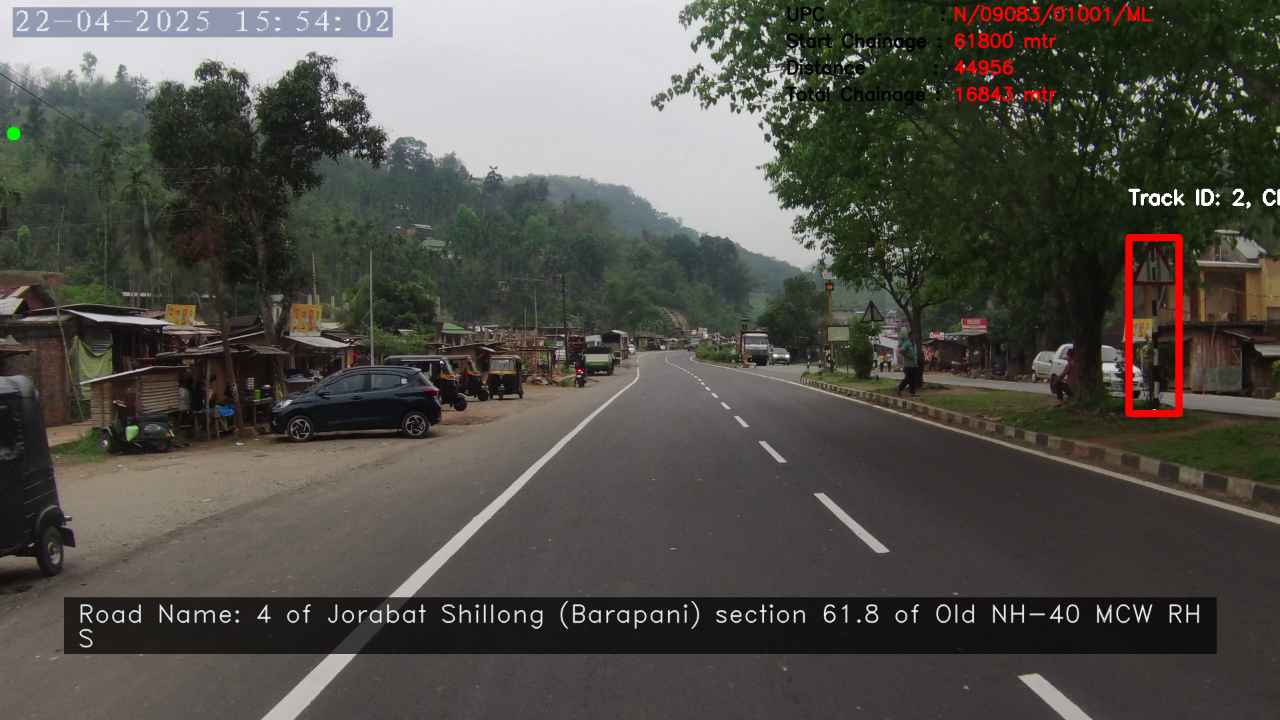 22-04-2025 15:54:02
UPC : N/09083/01001/ML
Start Chainage : 61800 mtr
Distance : 44956
Total Chainage : 16843 mtr
Track ID: 2, Cl
Road Name: 4 of Jorabat Shillong (Barapani) section 61.8 of Old NH-40 MCW RH
S